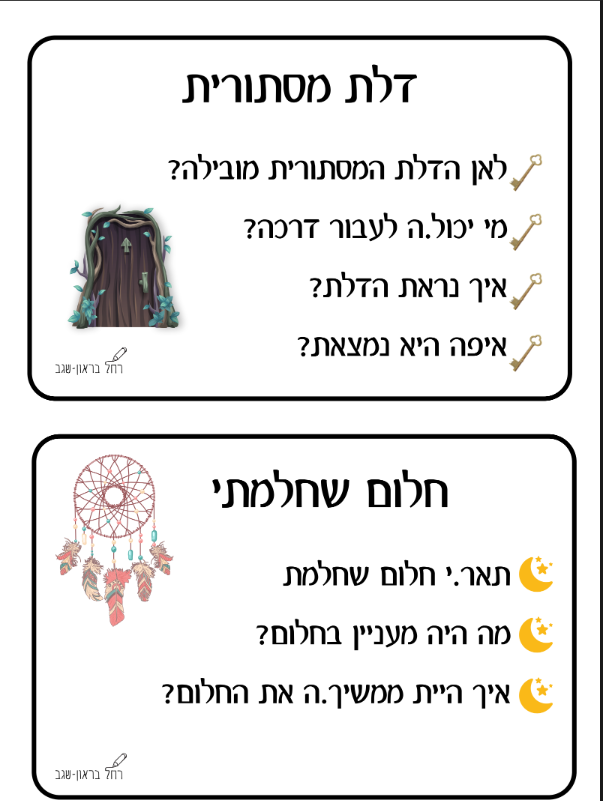 דלת מסתורית
לאן הדלת המסתורית מובילה?
מי יכול.ה לעבור דרכה?
איך נראת הדלת?
איפה היא נמצאת?
רחל בראון-שגב
חלום שחלמתי
תאר.י חלום שחלמת
מה היה מעניין בחלום?
איך היית ממשיך.ה את החלום?
רחל בראון-שגב